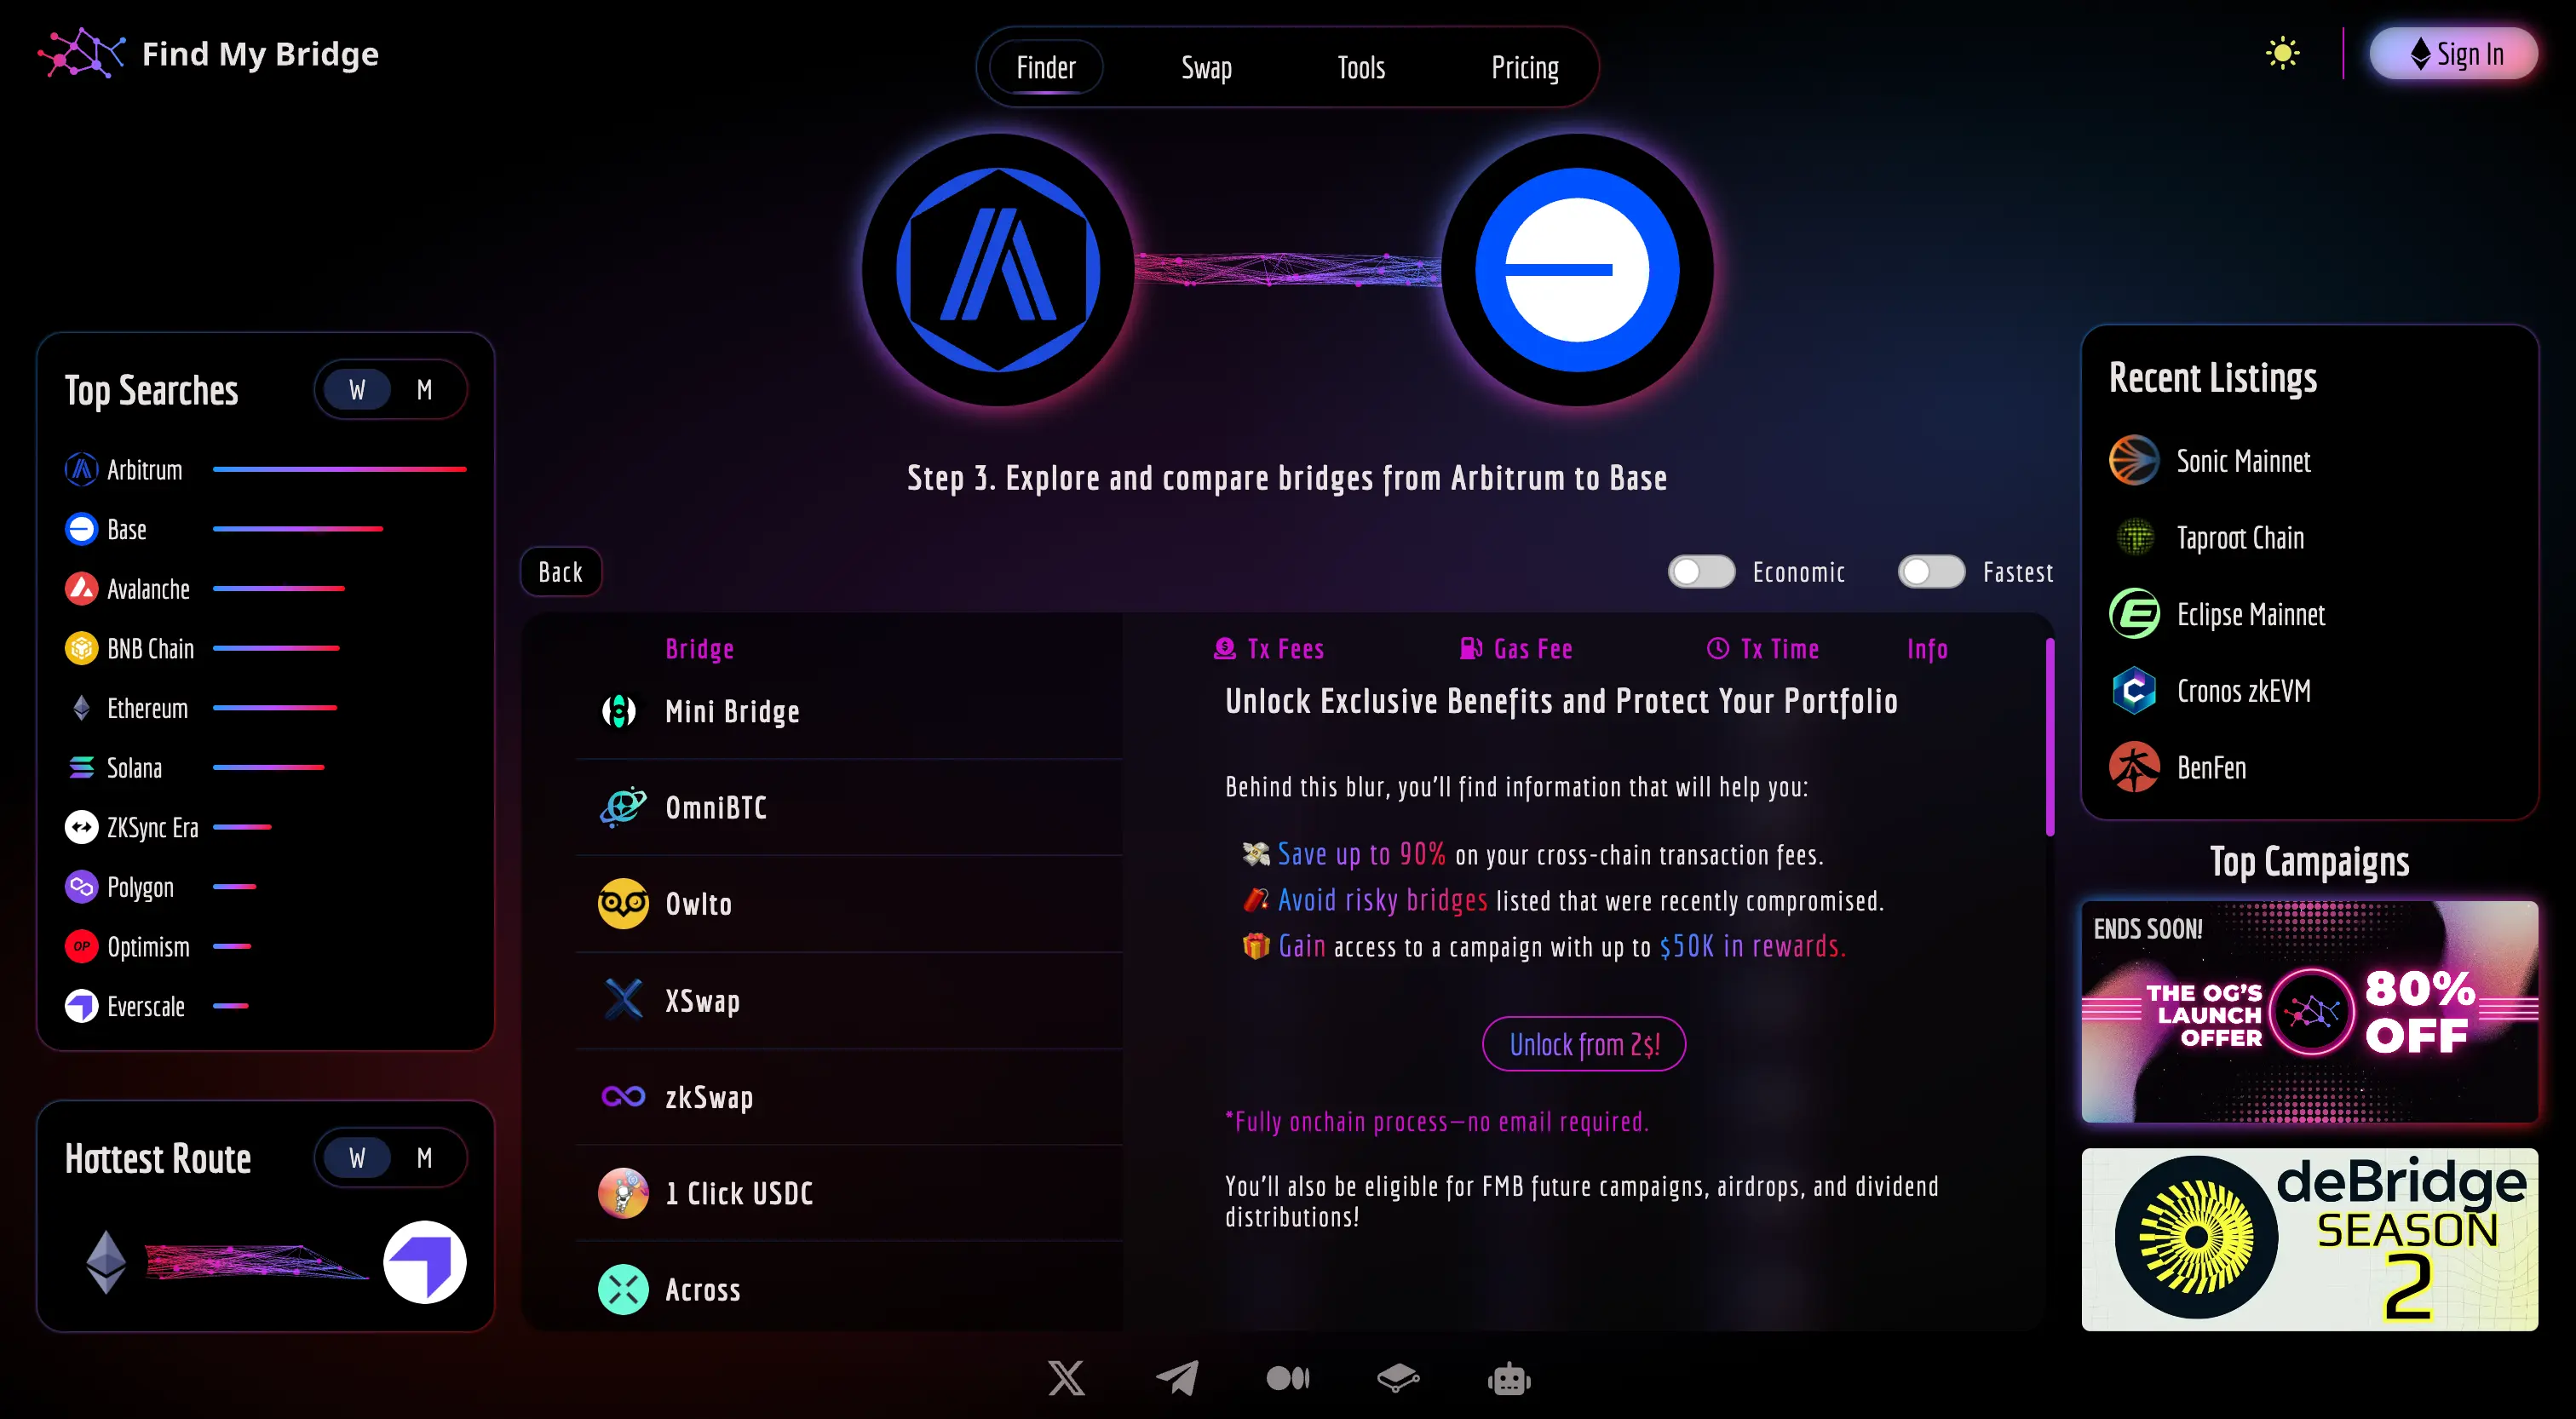 Find My Bridge
Finder
Swap
Tools
Pricing
Sign In
Step 3. Explore and compare bridges from Arbitrum to Base
Top Searches
W
M
Arbitrum
Base
Avalanche
BNB Chain
Ethereum
Solana
ZKSync Era
Polygon
OP
Optimism
Everscale
Hottest Route
W
M
Back
Economic
Fastest
Bridge
Tx Fees
Gas Fee
Tx Time
Info
Mini Bridge
OmniBTC
Owlto
XSwap
zkSwap
1 Click USDC
Across
Unlock Exclusive Benefits and Protect Your Portfolio
Behind this blur, you'll find information that will help you:
💸 Save up to 90% on your cross-chain transaction fees.
🧨 Avoid risky bridges listed that were recently compromised.
🎁 Gain access to a campaign with up to $50K in rewards.
Unlock from 2$!
*Fully onchain process—no email required.
You'll also be eligible for FMB future campaigns, airdrops, and dividend
distributions!
Recent Listings
Sonic Mainnet
Taproot Chain
Eclipse Mainnet
Cronos zkEVM
BenFen
Top Campaigns
ENDS SOON!
THE OG'S
LAUNCH
OFFER
80%
OFF
deBridge
SEASON
2